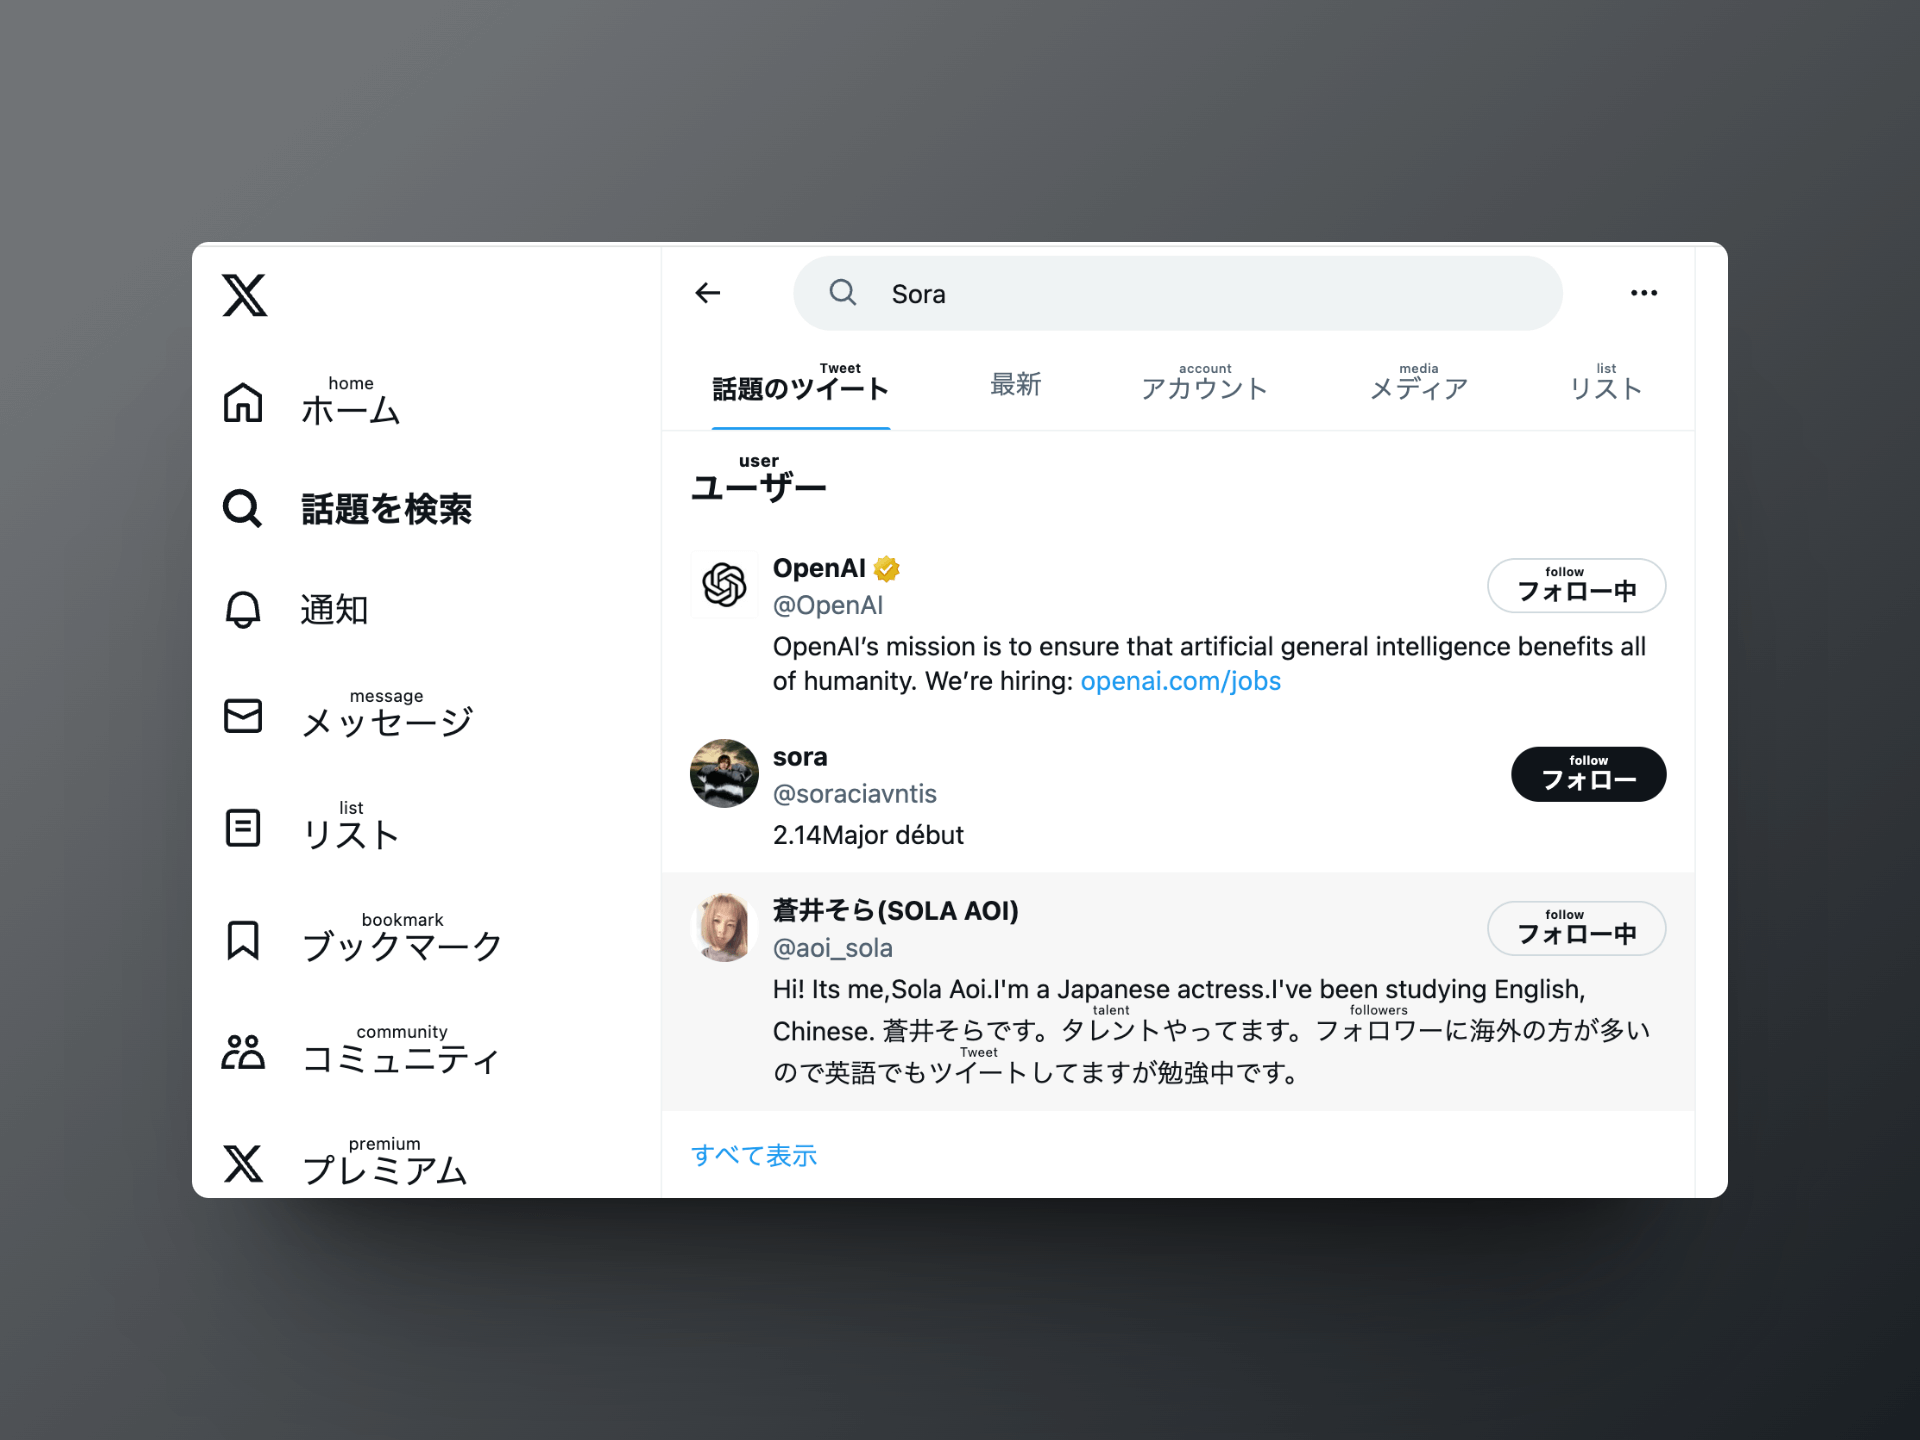 home
ホーム
話題を検索
通知
message
メッセージ
list
リスト
bookmark
ブックマーク
community
コミュニティ
premium
プレミアム
Sora
Tweet
話題のツイート
最新
account
アカウント
media
メディア
list
リスト
user
ユーザー
OpenAI
@OpenAI
follow
フォロー中
OpenAI’s mission is to ensure that artificial general intelligence benefits all
of humanity. We’re hiring: openai.com/jobs
sora
@soraciavntis
follow
フォロー
2.14Major début
蒼井そら(SOLA AOI)
@aoi_sola
follow
フォロー中
Hi! Its me,Sola Aoi.I'm a Japanese actress.I've been studying English,
talent followers
Chinese. 蒼井そらです。タレントやってます。フォロワーに海外の方が多い
Tweet
ので英語でもツイートしてますが勉強中です。
すべて表示